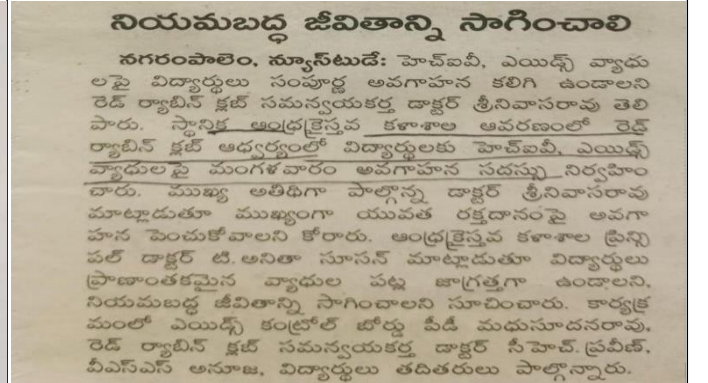 నియమబద్ధ జీవితాన్ని సాగించాలి
నగరంపాలెం, న్యూస్‌టుడే: హెచ్ఐవీ, ఎయిడ్స్ వ్యాధు
లపై విద్యార్థులు సంపూర్ణ అవగాహన కలిగి ఉండాలని
రెడ్ ర్యాబిన్ క్లబ్ సమన్వయకర్త డాక్టర్ శ్రీనివాసరావు తెలి
పారు. స్థానిక ఆంధ్రక్రైస్తవ కళాశాల ఆవరణంలో రెడ్
ర్యాబిన్ క్లబ్ ఆధ్వర్యంలో విద్యార్థులకు హెచ్ఐవీ, ఎయిడ్స్
వ్యాధులపై మంగళవారం అవగాహన సదస్సు నిర్వహిం
చారు. ముఖ్య అతిథిగా పాల్గొన్న డాక్టర్ శ్రీనివాసరావు
మాట్లాడుతూ ముఖ్యంగా యువత రక్తదానంపై అవగా
హన పెంచుకోవాలని కోరారు. ఆంధ్రక్రైస్తవ కళాశాల ప్రిన్సి
పల్ డాక్టర్ టి.అనితా సూసన్ మాట్లాడుతూ విద్యార్థులు
ప్రాణాంతకమైన వ్యాధుల పట్ల జాగ్రత్తగా ఉండాలని,
నియమబద్ధ జీవితాన్ని సాగించాలని సూచించారు. కార్యక్ర
మంలో ఎయిడ్స్ కంట్రోల్ బోర్డు పీడీ మధుసూదనరావు,
రెడ్ ర్యాబిన్ క్లబ్ సమన్వయకర్త డాక్టర్ సీహెచ్.ప్రవీణ్,
వీఎస్ఎస్ అనూజ, విద్యార్థులు తదితరులు పాల్గొన్నారు.